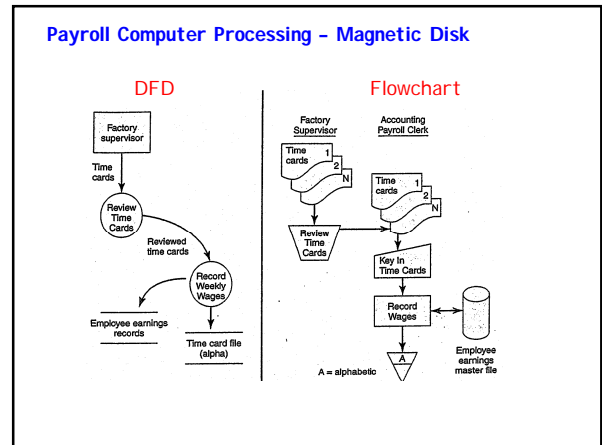 Payroll Computer Processing – Magnetic Disk
DFD
Factory
supervisor
Time
cards
Review
Time
Cards
Reviewed
time cards
Record
Weekly
Wages
Employee earnings
records
Time card file
(alpha)
Flowchart
Factory
Supervisor
Accounting
Payroll Clerk
Time
cards
1
2
N
Time
cards
1
2
N
Review
Time
Cards
Key In
Time Cards
Record
Wages
Employee
earnings
master file
A
A = alphabetic